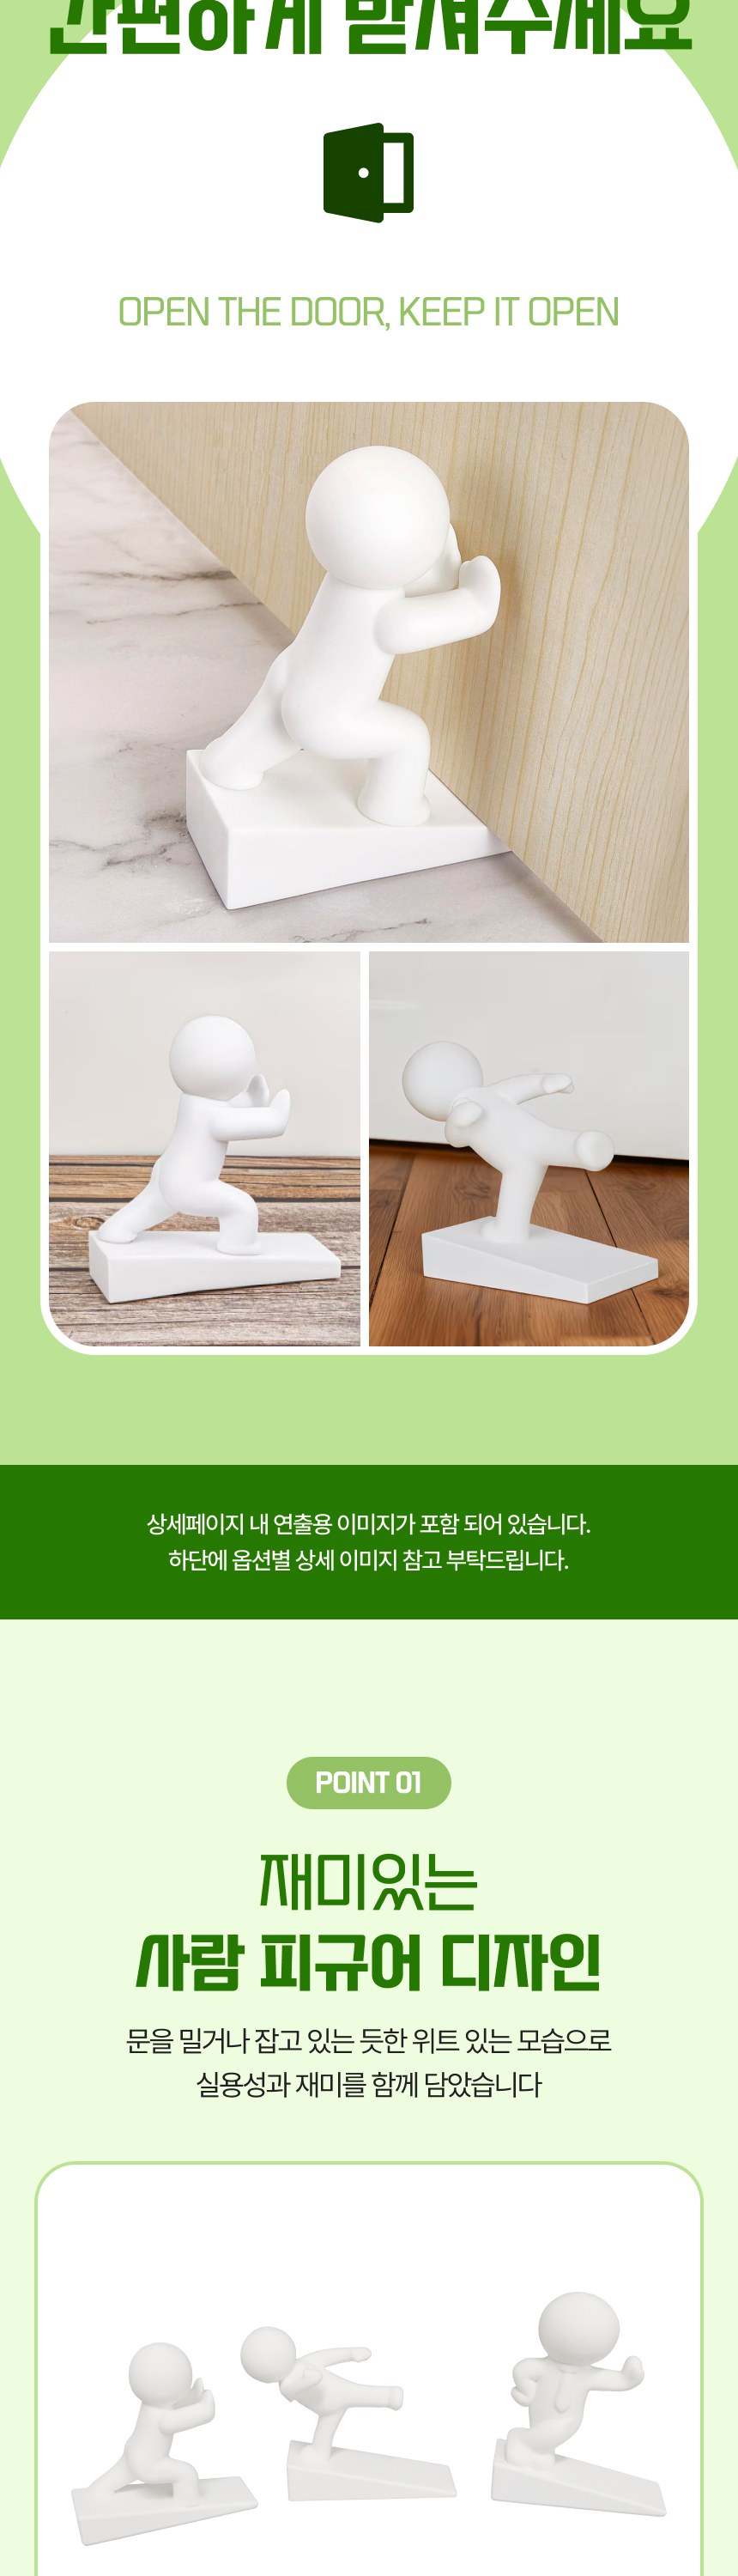 간편하게 받쳐주세요
OPEN THE DOOR, KEEP IT OPEN
상세페이지 내 연출용 이미지가 포함 되어 있습니다.
하단에 옵션별 상세 이미지 참고 부탁드립니다.
POINT 01
재미있는
사람 피규어 디자인
문을 밀거나 잡고 있는 듯한 위트 있는 모습으로
실용성과 재미를 함께 담았습니다